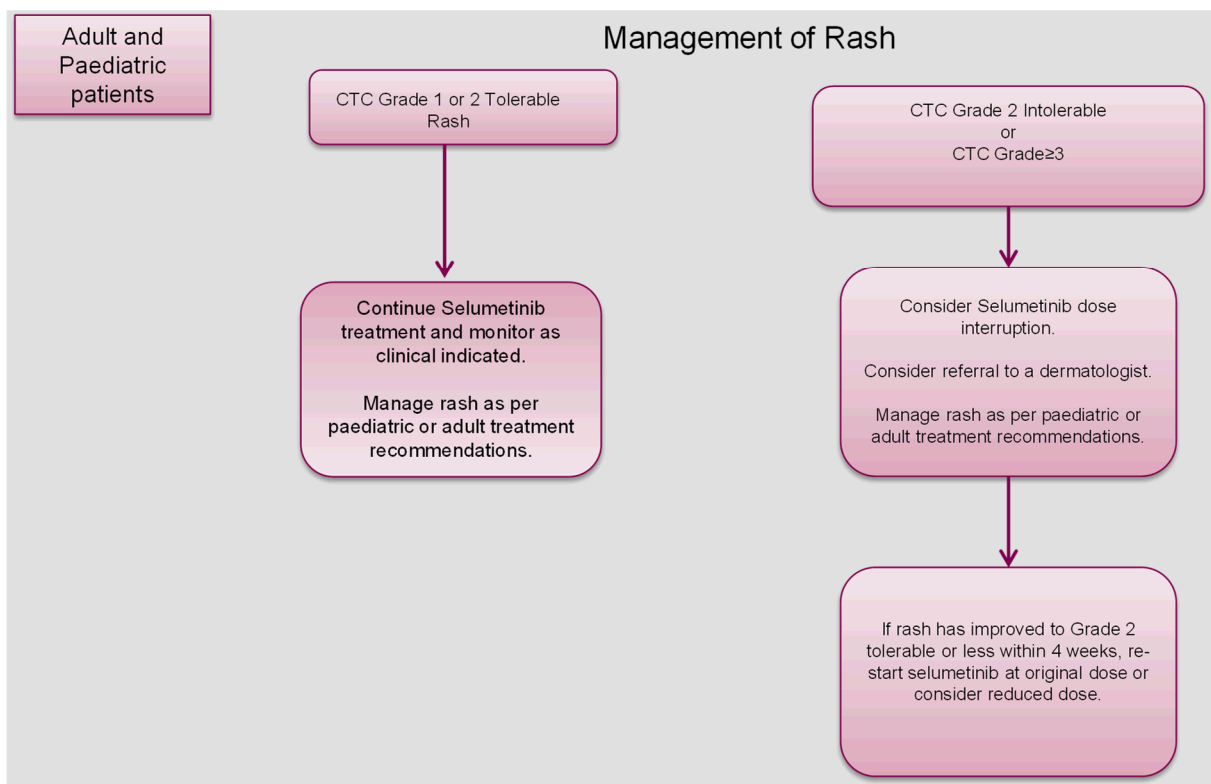 Adult and
Paediatric
patients
Management of Rash
CTC Grade 1 or 2 Tolerable
Rash
Continue Selumetinib
treatment and monitor as
clinical indicated.
Manage rash as per
paediatric or adult treatment
recommendations.
CTC Grade 2 Intolerable
or
CTC Grade≥3
Consider Selumetinib dose
interruption.
Consider referral to a dermatologist.
Manage rash as per paediatric or
adult treatment recommendations.
If rash has improved to Grade 2
tolerable or less within 4 weeks, re-
start selumetinib at original dose or
consider reduced dose.